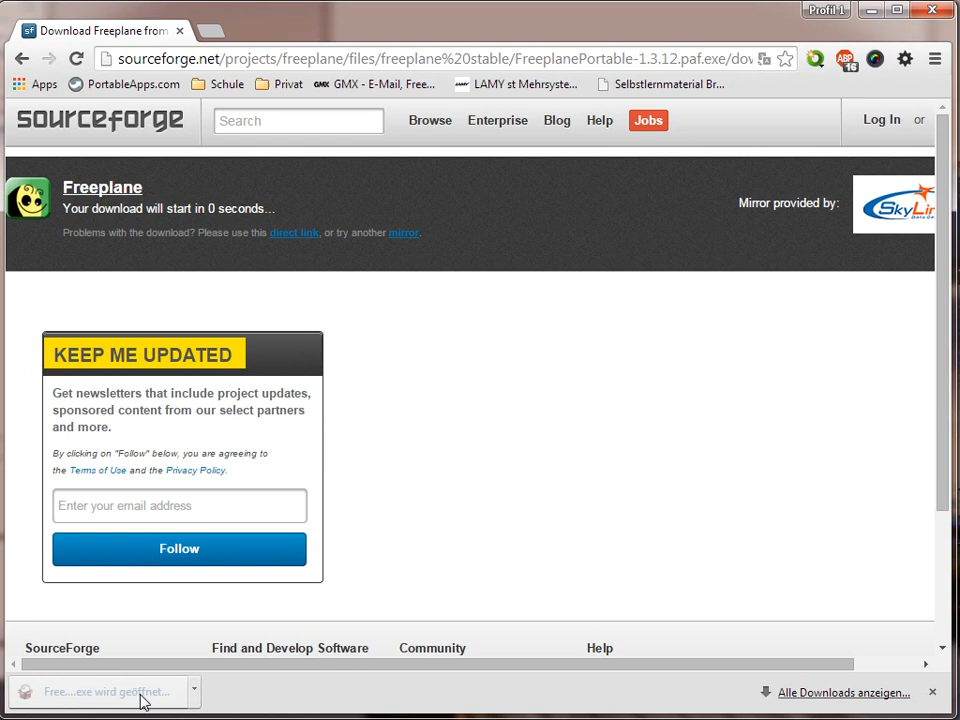 Profil 1
sf Download Freeplane from
sourceforge.net/projects/freeplane/files/freeplane%20stable/FreeplanePortable-1.3.12.paf.exe/dov
Apps PortableApps.com Schule Privat GMX GMX - E-Mail, Free... LAMY st Mehrsyste... Selbstlernmaterial Br...
16
sourceforge Search Browse Enterprise Blog Help Jobs Log In or
Freeplane
Your download will start in 0 seconds...
Mirror provided by:
SkyLin
Problems with the download? Please use this direct link, or try another mirror.
KEEP ME UPDATED
Get newsletters that include project updates,
sponsored content from our select partners
and more.
By clicking on "Follow" below, you are agreeing to
the Terms of Use and the Privacy Policy.
Enter your email address
Follow
SourceForge Find and Develop Software Community Help
Free....exe wird geöffnet... Alle Downloads anzeigen...